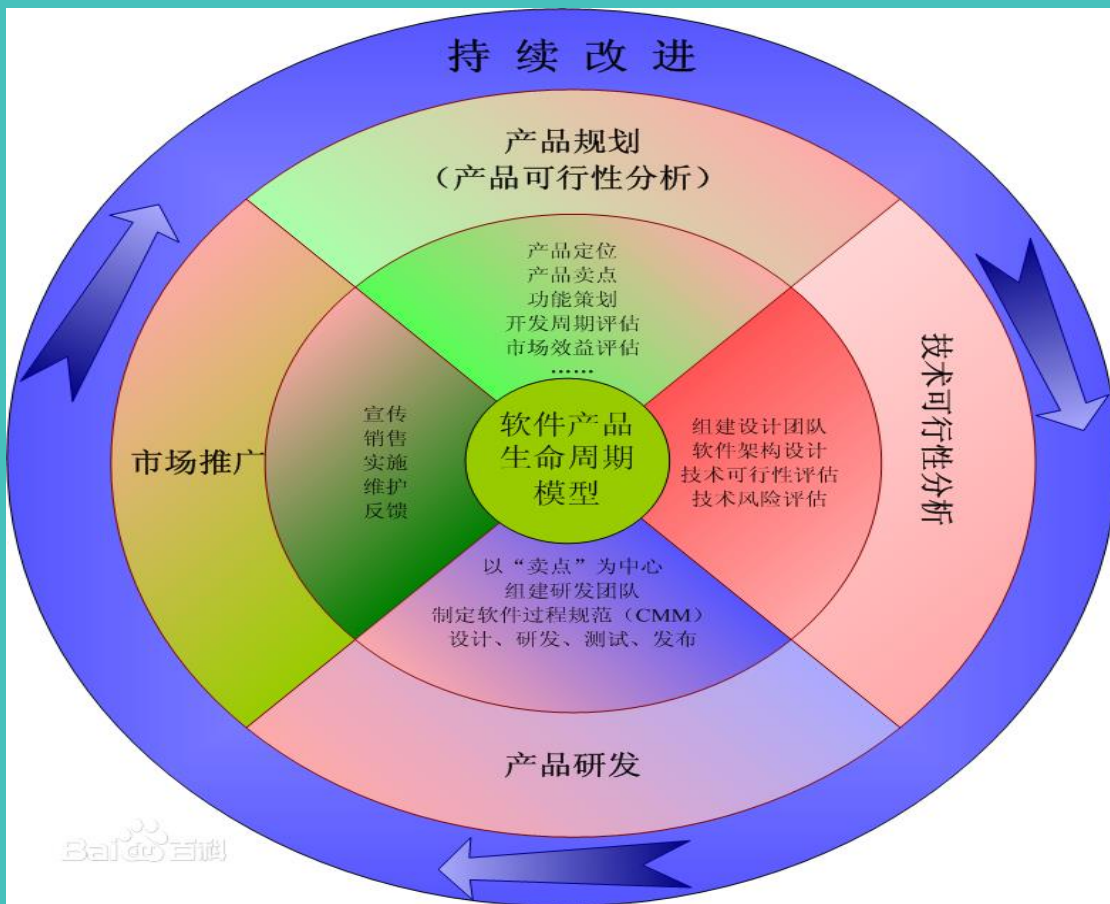 持续改进
产品规划
（产品可行性分析）
产品定位
产品卖点
功能策划
开发周期评估
市场效益评估
……
技术可行性分析
组建设计团队
软件架构设计
技术可行性评估
技术风险评估
软件产品
生命周期
模型
市场推广
宣传
销售
实施
维护
反馈
以“卖点”为中心
组建研发团队
制定软件过程规范（CMM）
设计、研发、测试、发布
产品研发
Bai百科